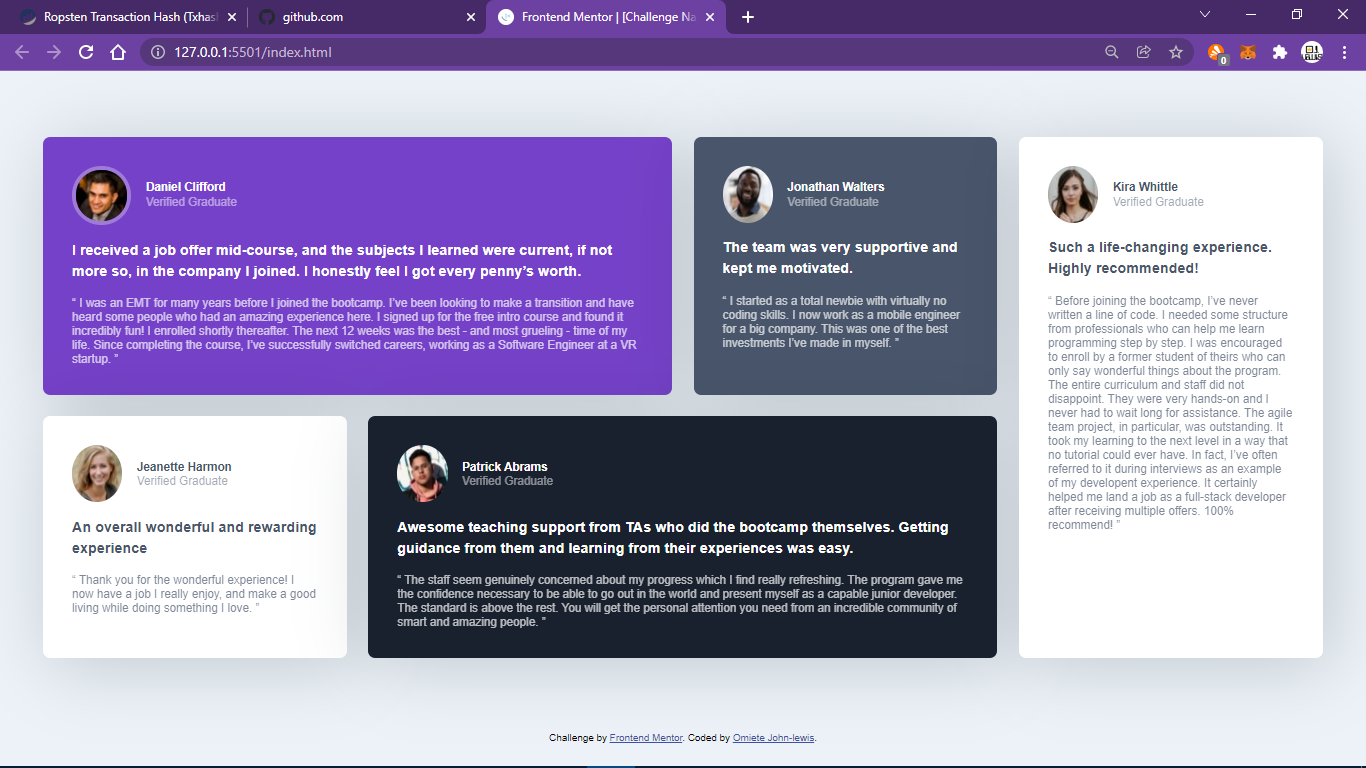 Ropsten Transaction Hash (Txhas
github.com
Frontend Mentor | [Challenge Na
127.0.0.1:5501/index.html
0
Daniel Clifford
Verified Graduate
I received a job offer mid-course, and the subjects I learned were current, if not
more so, in the company I joined. I honestly feel I got every penny’s worth.
“ I was an EMT for many years before I joined the bootcamp. I’ve been looking to make a transition and have
heard some people who had an amazing experience here. I signed up for the free intro course and found it
incredibly fun! I enrolled shortly thereafter. The next 12 weeks was the best - and most grueling - time of my
life. Since completing the course, I’ve successfully switched careers, working as a Software Engineer at a VR
startup. ”
Jonathan Walters
Verified Graduate
The team was very supportive and
kept me motivated.
“ I started as a total newbie with virtually no
coding skills. I now work as a mobile engineer
for a big company. This was one of the best
investments I’ve made in myself. ”
Kira Whittle
Verified Graduate
Such a life-changing experience.
Highly recommended!
“ Before joining the bootcamp, I’ve never
written a line of code. I needed some structure
from professionals who can help me learn
programming step by step. I was encouraged
to enroll by a former student of theirs who can
only say wonderful things about the program.
The entire curriculum and staff did not
disappoint. They were very hands-on and I
never had to wait long for assistance. The agile
team project, in particular, was outstanding. It
took my learning to the next level in a way that
no tutorial could ever have. In fact, I’ve often
referred to it during interviews as an example
of my developent experience. It certainly
helped me land a job as a full-stack developer
after receiving multiple offers. 100%
recommend! ”
Jeanette Harmon
Verified Graduate
An overall wonderful and rewarding
experience
“ Thank you for the wonderful experience! I
now have a job I really enjoy, and make a good
living while doing something I love. ”
Patrick Abrams
Verified Graduate
Awesome teaching support from TAs who did the bootcamp themselves. Getting
guidance from them and learning from their experiences was easy.
“ The staff seem genuinely concerned about my progress which I find really refreshing. The program gave me
the confidence necessary to be able to go out in the world and present myself as a capable junior developer.
The standard is above the rest. You will get the personal attention you need from an incredible community of
smart and amazing people. ”
Challenge by Frontend Mentor. Coded by Omiete John-lewis.